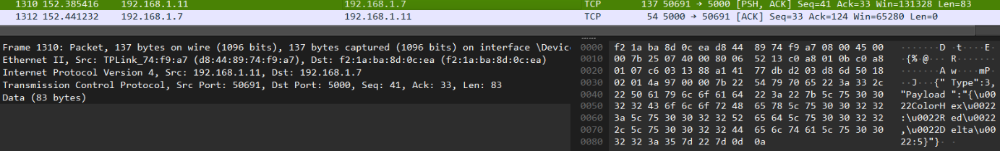 1310 152.385416 192.168.1.11 192.168.1.7 TCP 137 50691 → 5000 [PSH, ACK] Seq=41 Ack=33 Win=131328 Len=83
1312 152.441232 192.168.1.7 192.168.1.11 TCP 54 5000 → 50691 [ACK] Seq=33 Ack=124 Win=65280 Len=0
Frame 1310: Packet, 137 bytes on wire (1096 bits), 137 bytes captured (1096 bits) on interface \Device
Ethernet II, Src: TPLink_74:f9:a7 (d8:44:89:74:f9:a7), Dst: f2:1a:ba:8d:0c:ea (f2:1a:ba:8d:0c:ea)
Internet Protocol Version 4, Src: 192.168.1.11, Dst: 192.168.1.7
Transmission Control Protocol, Src Port: 50691, Dst Port: 5000, Seq: 41, Ack: 33, Len: 83
Data (83 bytes)
0000 f2 1a ba 8d 0c ea d8 44 89 74 f9 a7 08 00 45 00 ·······D ·t····E·
0010 00 7b 25 07 40 00 80 06 52 13 c0 a8 01 0b c0 a8 ·{%·@··· R·······
0020 01 07 c6 03 13 88 a1 41 77 db d2 03 d8 6d 50 18 ·······A w····mP·
0030 02 01 4a 97 00 00 7b 22 54 79 70 65 22 3a 33 2c ··J···{" Type":3,
0040 22 50 61 79 6c 6f 61 64 22 3a 22 7b 5c 75 30 30 "Payload ":"{\u00
0050 32 32 43 6f 6c 6f 72 48 65 78 5c 75 30 30 32 32 22ColorH ex\u0022
0060 3a 5c 75 30 30 32 32 52 65 64 5c 75 30 30 32 32 :\u0022R ed\u0022
0070 2c 5c 75 30 30 32 32 44 65 6c 74 61 5c 75 30 30 ,\u0022D elta\u00
0080 32 32 3a 35 7d 22 7d 0d 0a 22:5}"}· ·